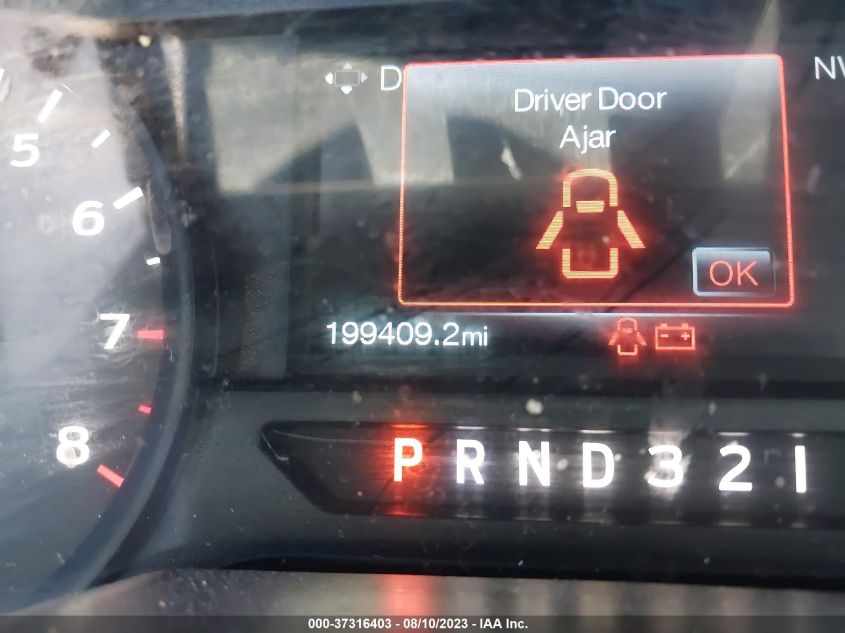 D
NW
Driver Door
Ajar
OK
5
6
7
8
199409.2mi
P R N D 3 2 1
000-37316403 - 08/10/2023 - IAA Inc.